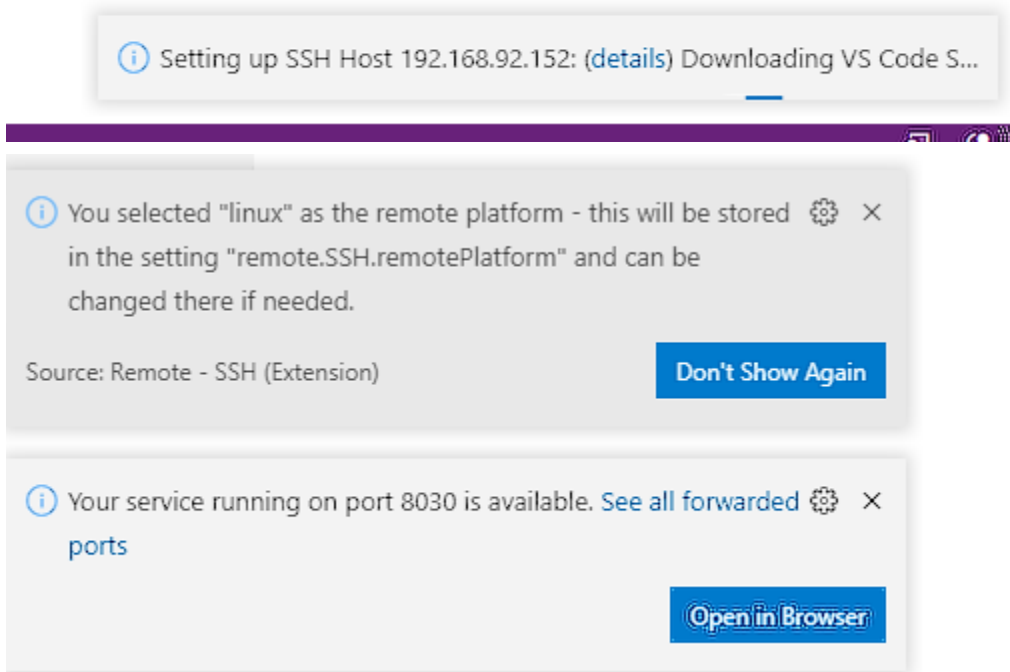 Setting up SSH Host 192.168.92.152: (details) Downloading VS Code S...
You selected "linux" as the remote platform - this will be stored
in the setting "remote.SSH.remotePlatform" and can be
changed there if needed.
Source: Remote - SSH (Extension)
Don't Show Again
Your service running on port 8030 is available. See all forwarded
ports
Open in Browser